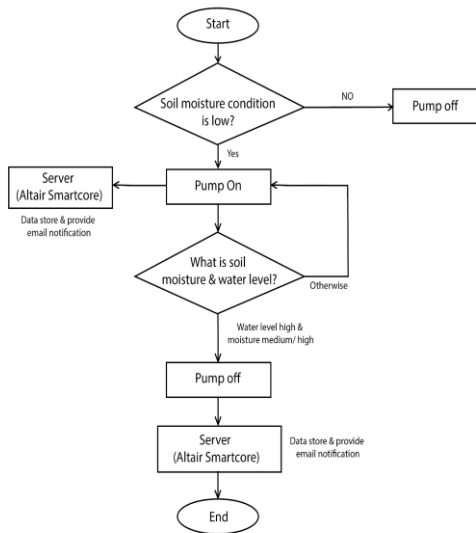 Start
Soil moisture condition
is low?
NO
Pump off
Yes
Server
(Altair Smartcore)
Pump On
Data store & provide
email notification
What is soil
moisture & water level?
Otherwise
Water level high &
moisture medium/ high
Pump off
Server
(Altair Smartcore)
Data store & provide
email notification
End